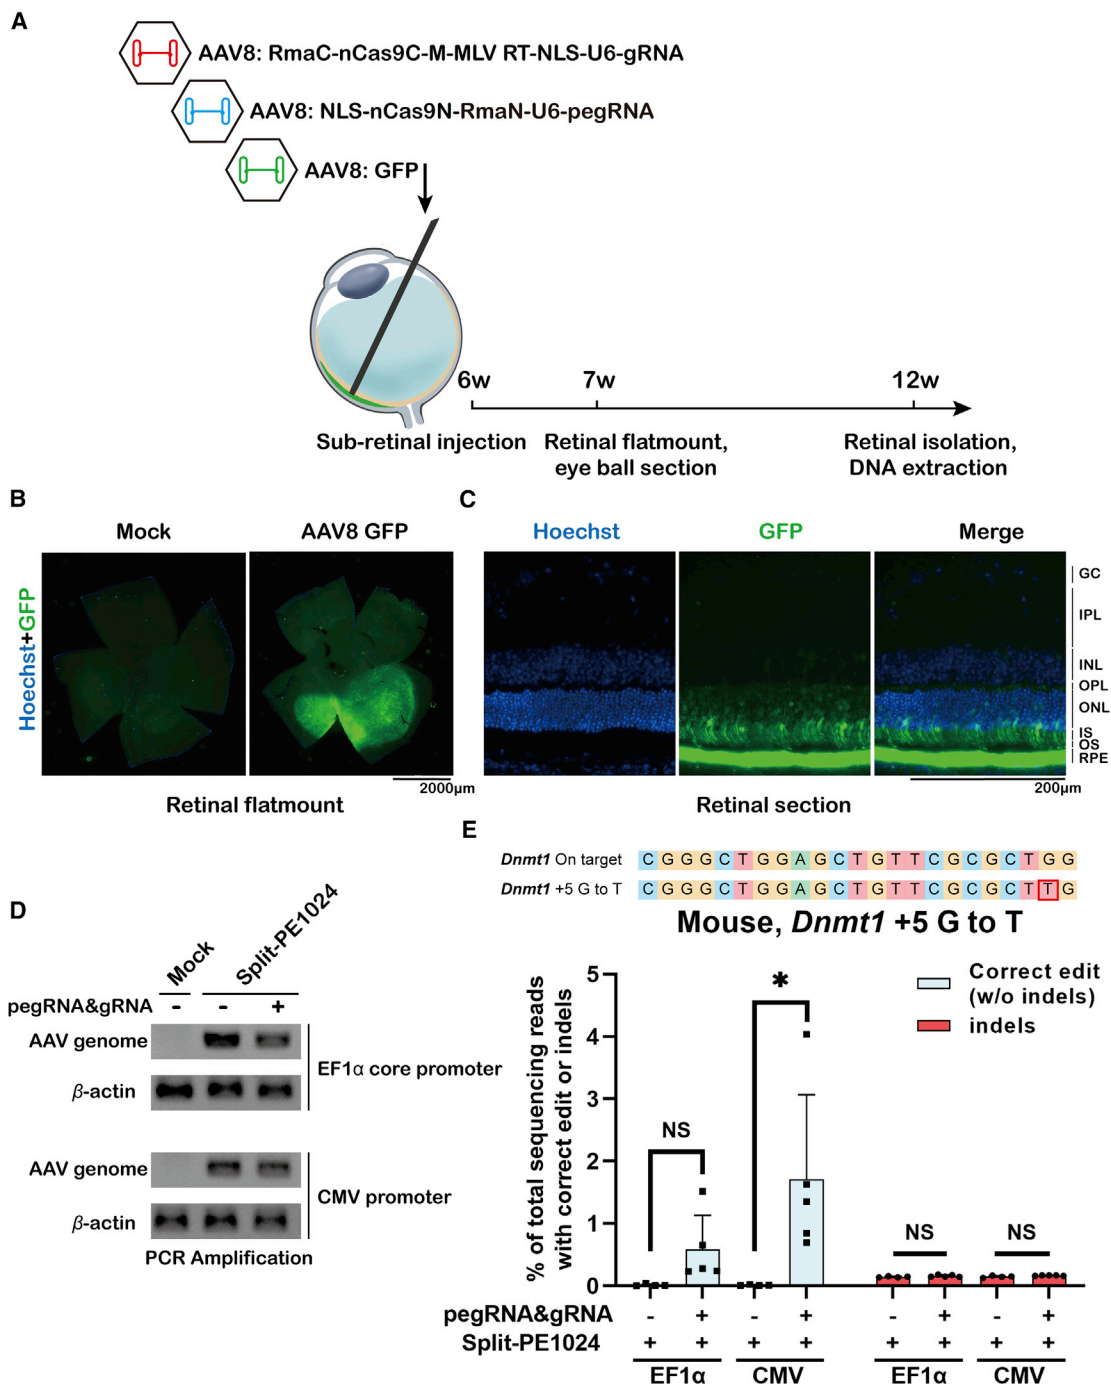 A
AAV8: RmaC-nCas9C-M-MLV RT-NLS-U6-gRNA
AAV8: NLS-nCas9N-RmaN-U6-pegRNA
AAV8: GFP
6w 7w 12w
Sub-retinal injection
Retinal flatmount,
eye ball section
Retinal isolation,
DNA extraction
B
Mock AAV8 GFP
Hoechst+GFP
2000μm
Retinal flatmount
C
Hoechst GFP Merge
GC
IPL
INL
OPL
ONL
IS
OS
RPE
200μm
Retinal section
D
Mock Split-PE1024
pegRNA&gRNA - - +
AAV genome
β-actin
EF1α core promoter
AAV genome
β-actin
CMV promoter
PCR Amplification
E
Dnmt1 On target C G G G C T G G A G C T G T T C G C G C T G G
Dnmt1 +5 G to T C G G G C T G G A G C T G T T C G C G C T T G
Mouse, Dnmt1 +5 G to T
% of total sequencing reads
with correct edit or indels
5
4
3
2
1
0
NS * NS NS
Correct edit
(w/o indels)
indels
pegRNA&gRNA - + - + - + - +
Split-PE1024 + + + + + + + +
EF1α CMV EF1α CMV